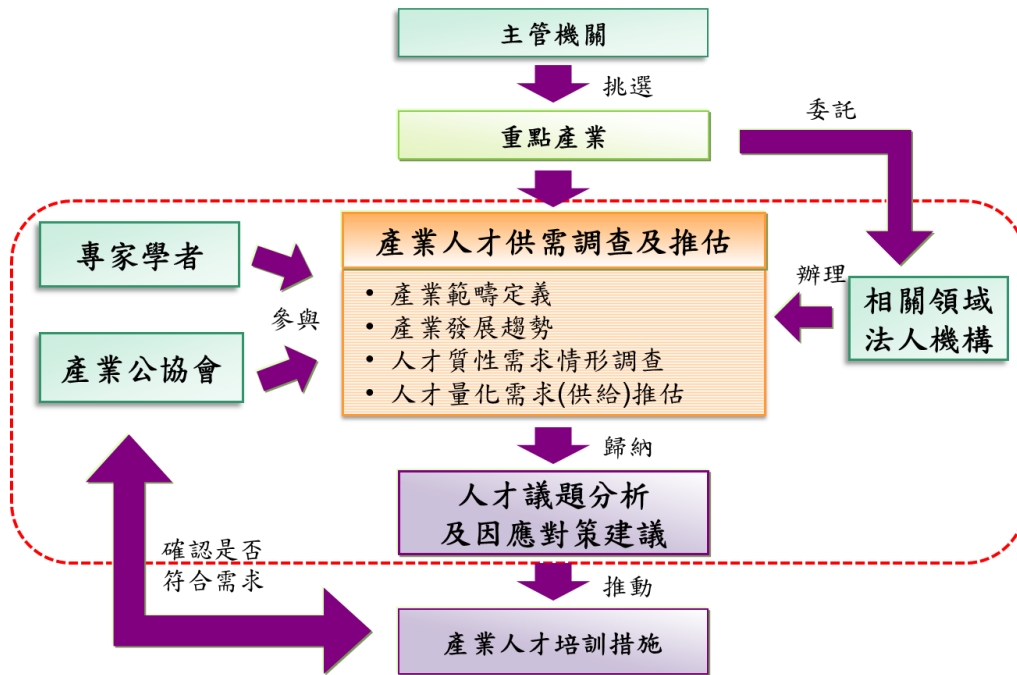 主管機關
挑選
重點產業
委託
專家學者
產業公協會
參與
產業人才供需調查及推估
• 產業範疇定義
• 產業發展趨勢
• 人才質性需求情形調查
• 人才量化需求(供給)推估
辦理
相關領域
法人機構
歸納
人才議題分析
及因應對策建議
確認是否
符合需求
推動
產業人才培訓措施